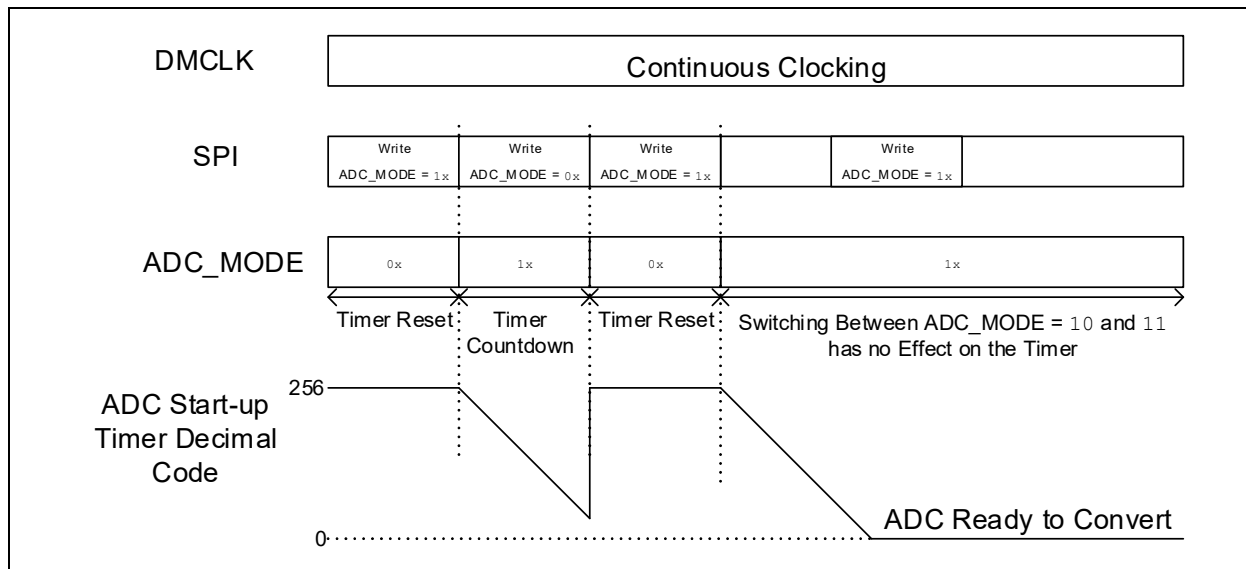 DMCLK
Continuous Clocking
SPI
Write
ADC_MODE = 1x
Write
ADC_MODE = 0x
Write
ADC_MODE = 1x
Write
ADC_MODE = 1x
ADC_MODE
0x
1x
0x
1x
Timer Reset
Timer
Countdown
Timer Reset
Switching Between ADC_MODE = 10 and 11
has no Effect on the Timer
ADC Start-up
Timer Decimal
Code
256
0
ADC Ready to Convert